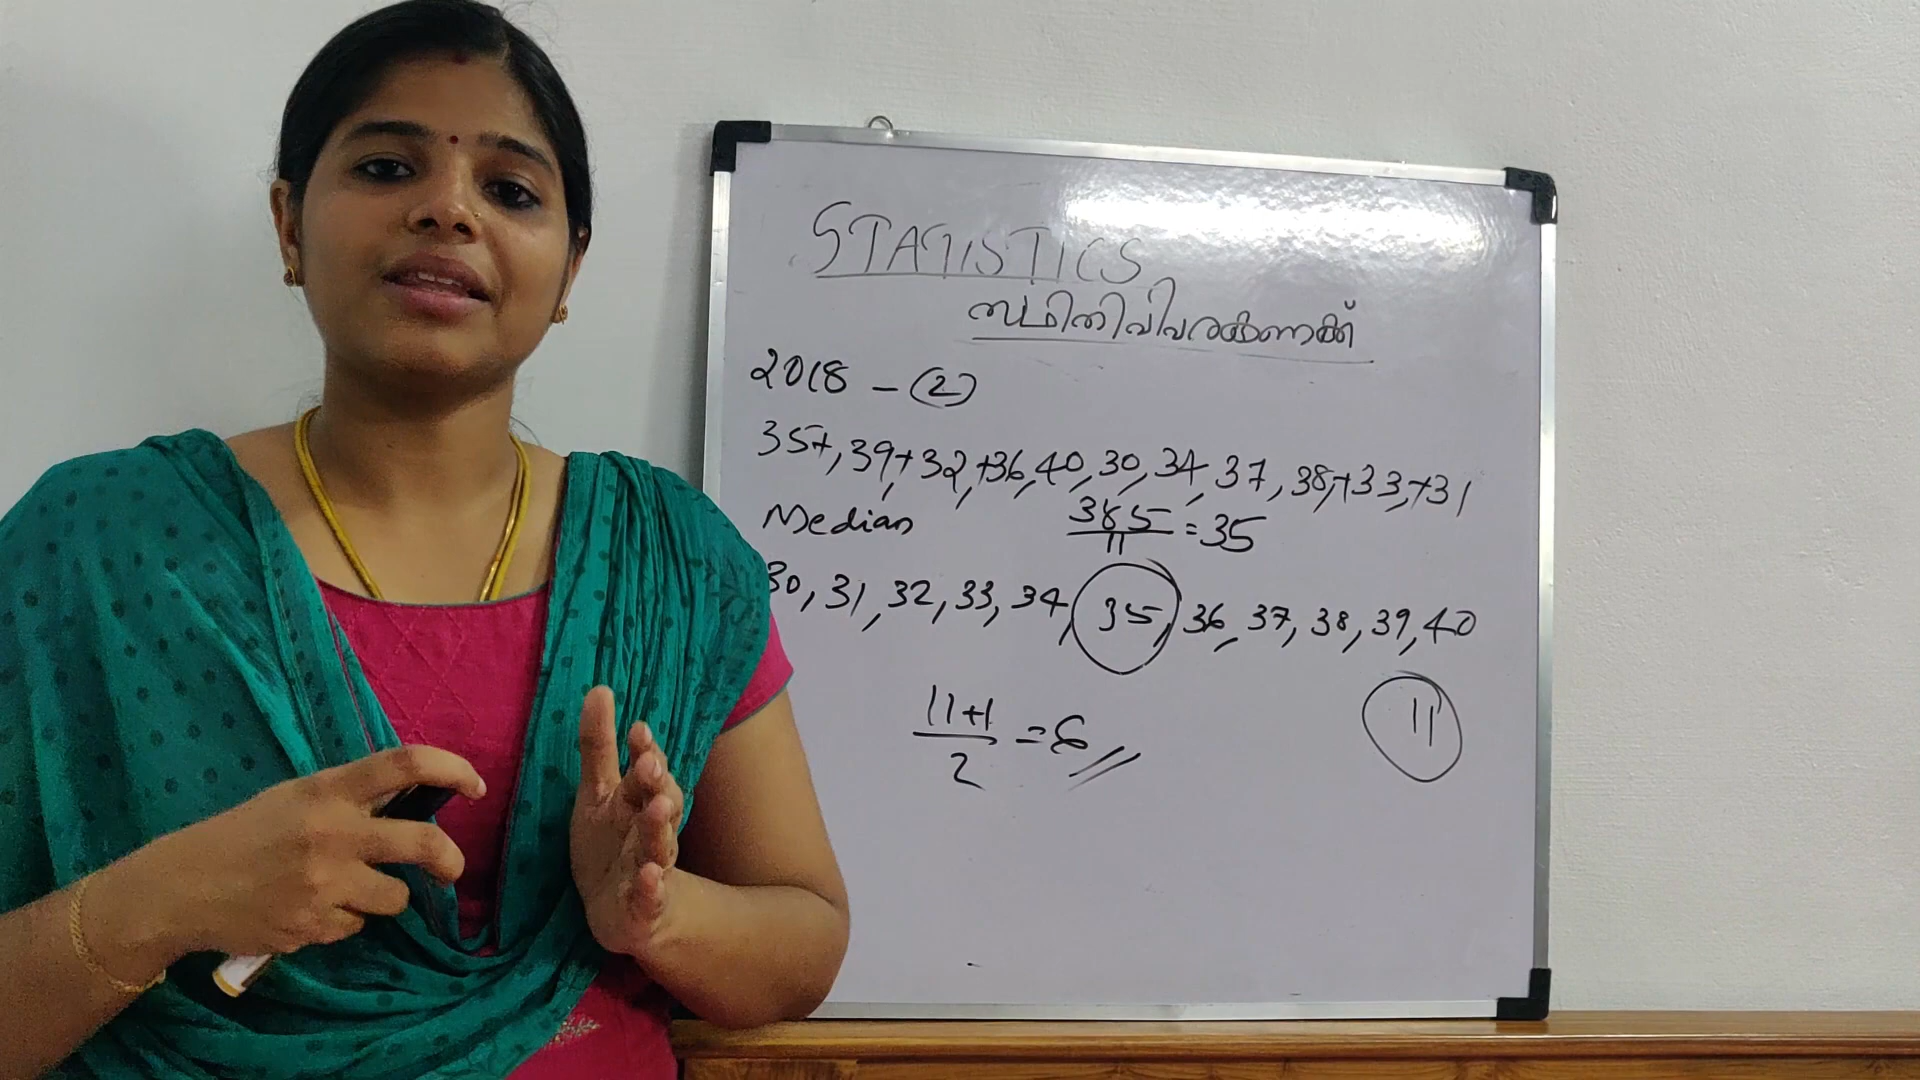 STATISTICS
സ്ഥിതിവിവരക്കണക്ക്
2018 - (2)
35+, 39,+ 32, +36, 40, 30, 34, 37, 38,+ 33,+31
Median 385/11 = 35
30, 31, 32, 33, 34, 35, 36, 37, 38, 39, 40
11+1/2 = 6 //
11